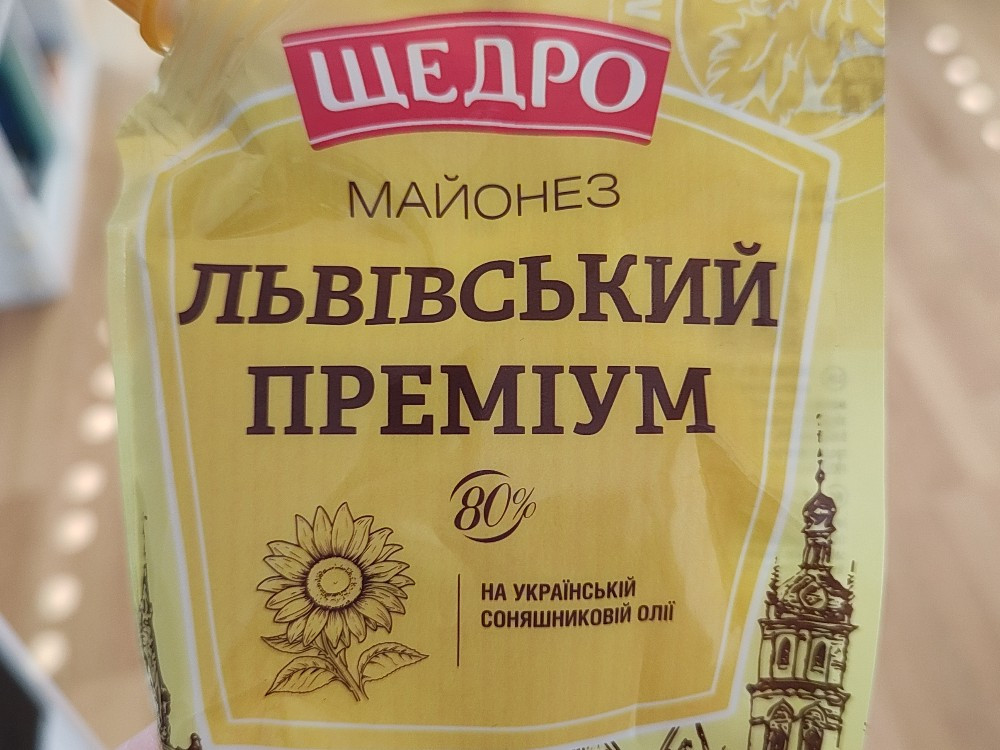 ЩЕДРО
МАЙОНЕЗ
ЛЬВІВСЬКИЙ
ПРЕМІУМ
80%
НА УКРАЇНСЬКІЙ
СОНЯШНИКОВІЙ ОЛІЇ